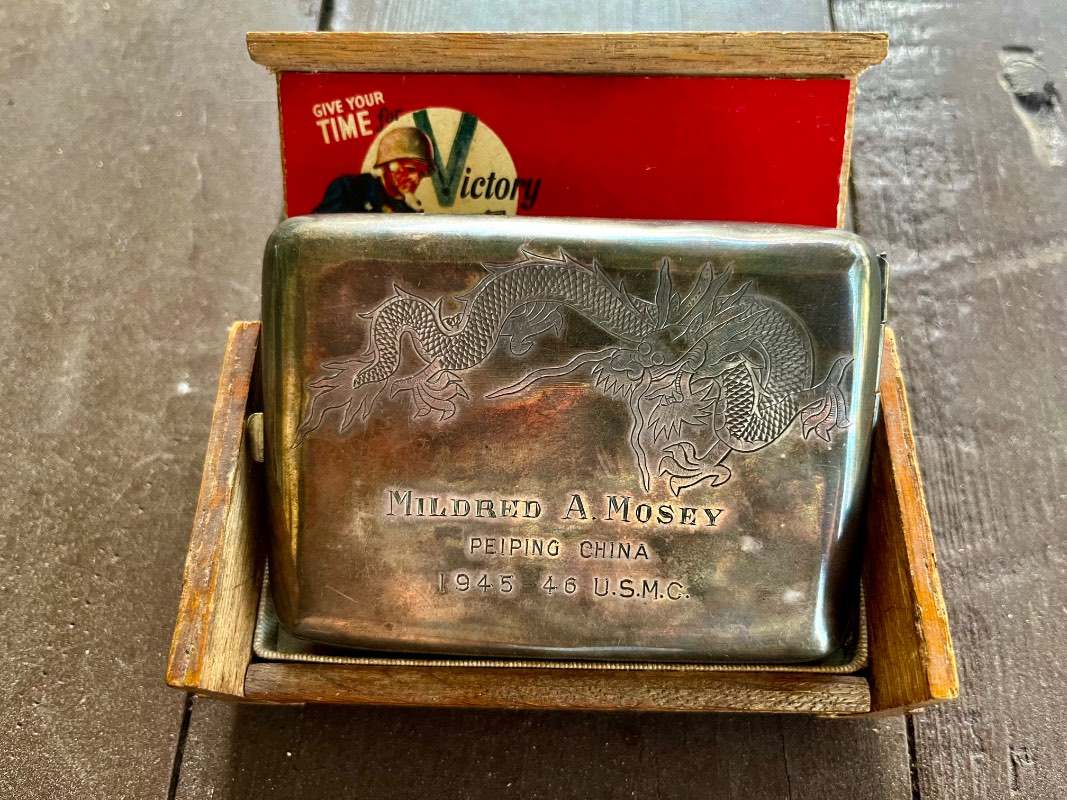 GIVE YOUR
TIME for
Victory
MILDRED A. MOSEY
PEIPING CHINA
1945 46 U.S.M.C.